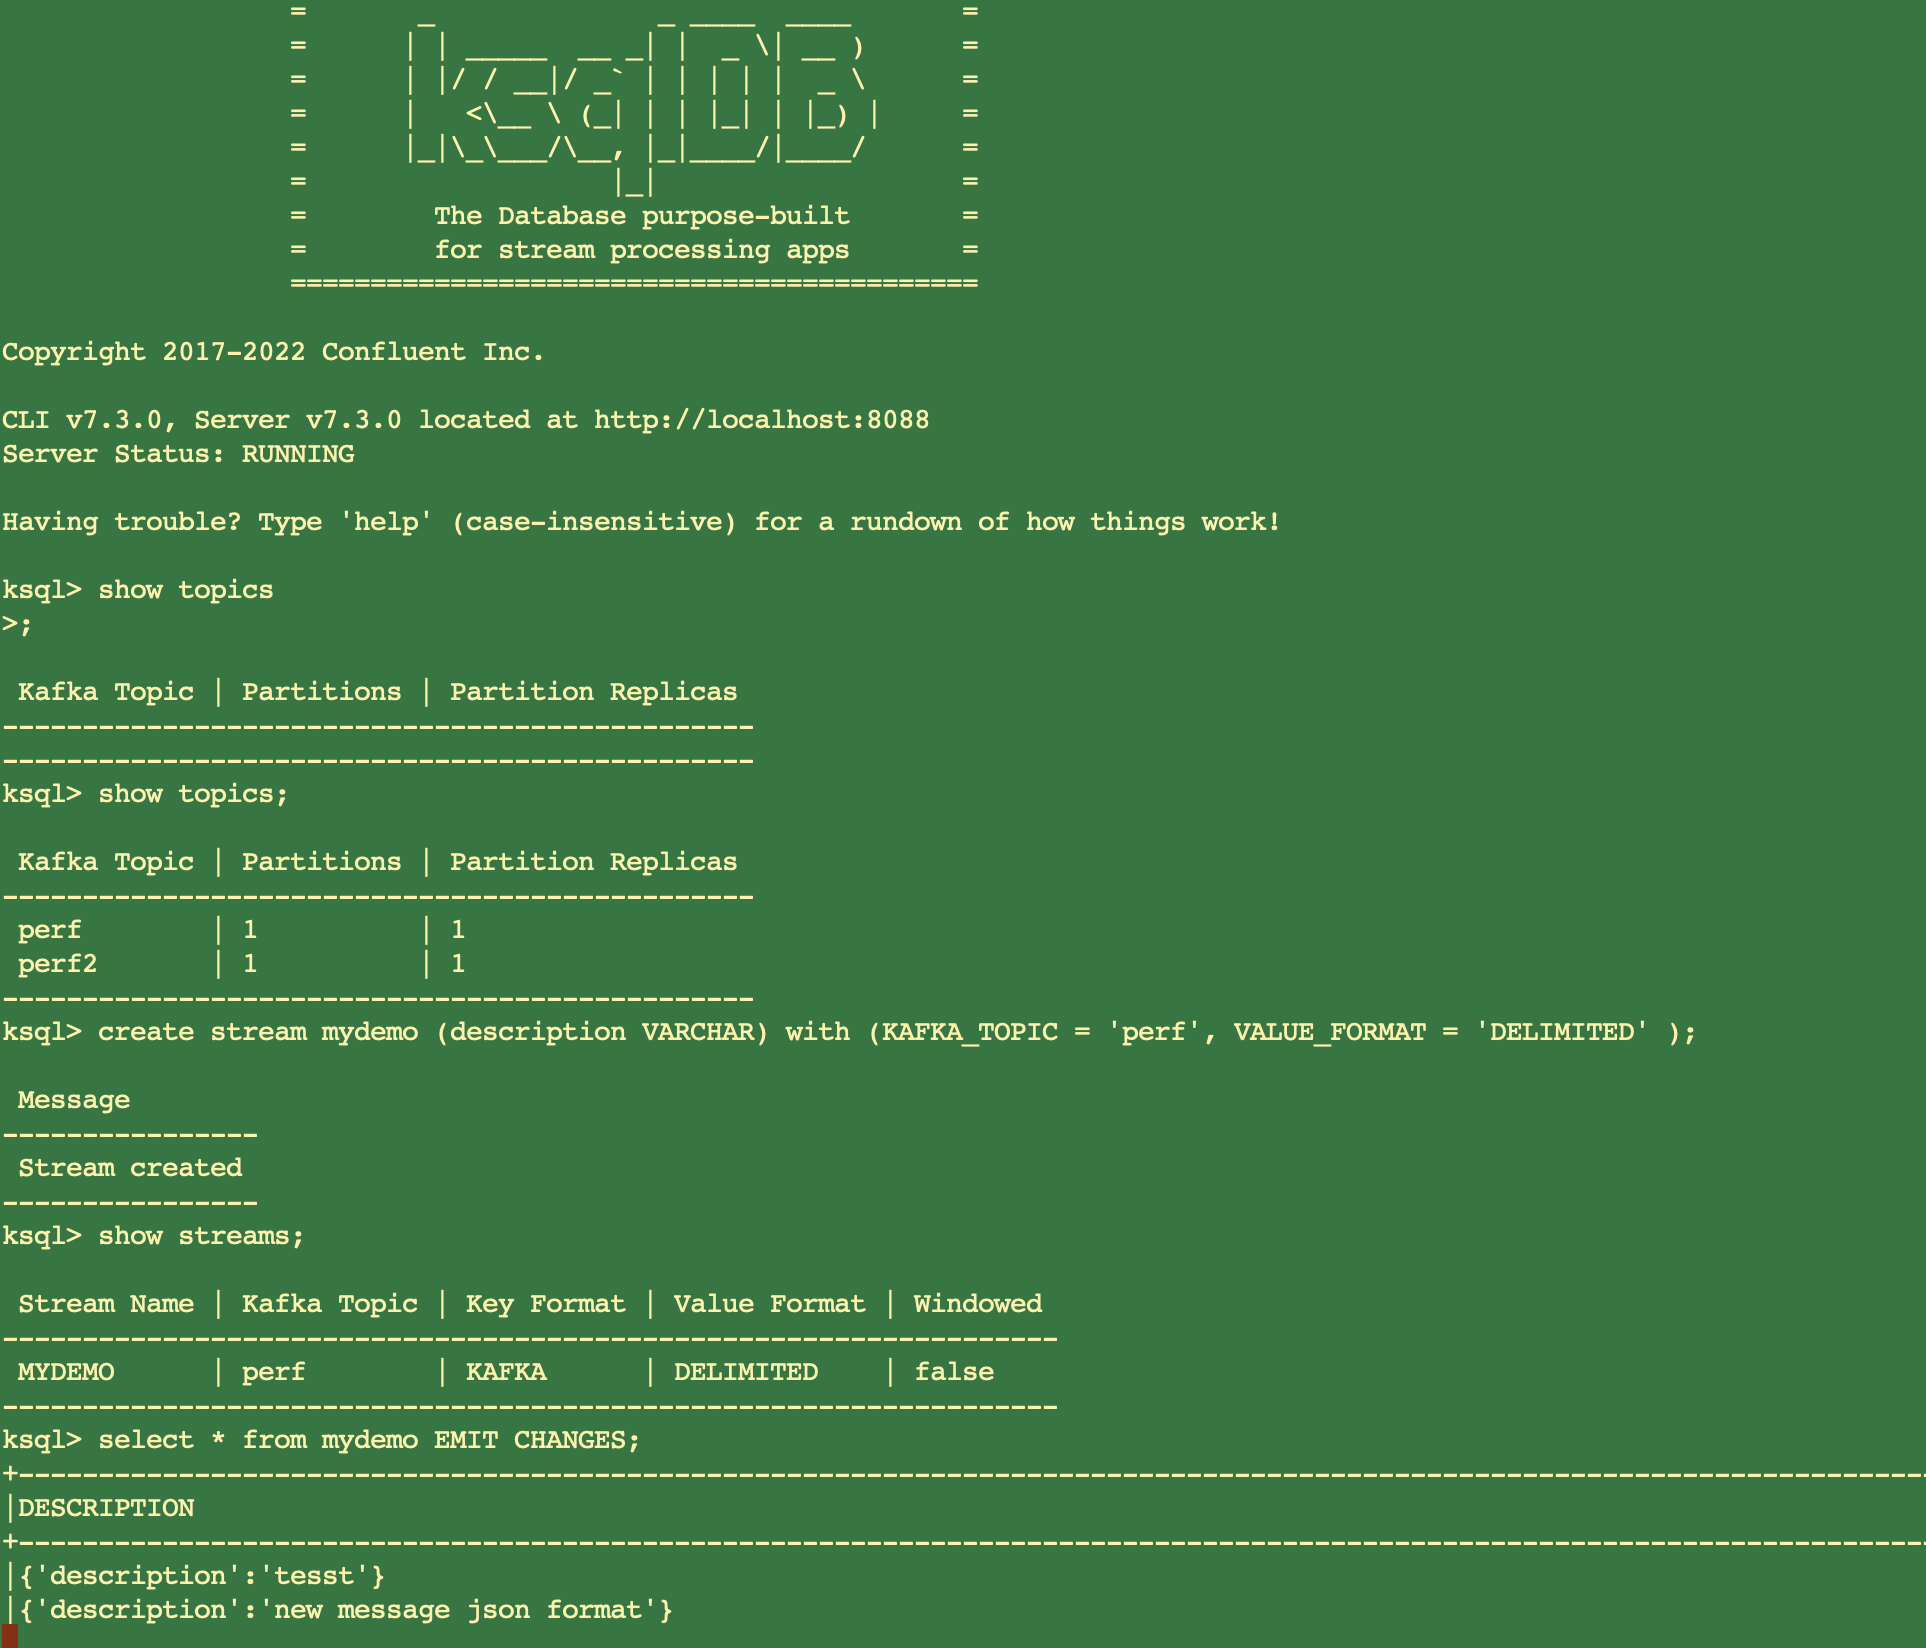 =        _              _ ____  ____       =
=       | | _____  __ _| |  _ \| __ )      =
=       | |/ / __|/ _` | | | | |  _ \      =
=       |   <\__ \ (_| | | |_| | |_) |     =
=       |_|\_\___/\__, |_|____/|____/      =
=                    |_|                   =
=        The Database purpose-built       =
=        for stream processing apps       =
===========================================
Copyright 2017-2022 Confluent Inc.
CLI v7.3.0, Server v7.3.0 located at http://localhost:8088
Server Status: RUNNING
Having trouble? Type 'help' (case-insensitive) for a rundown of how things work!
ksql> show topics
>;
 Kafka Topic | Partitions | Partition Replicas
-----------------------------------------------
-----------------------------------------------
ksql> show topics;
 Kafka Topic | Partitions | Partition Replicas
-----------------------------------------------
 perf        | 1          | 1
 perf2       | 1          | 1
-----------------------------------------------
ksql> create stream mydemo (description VARCHAR) with (KAFKA_TOPIC = 'perf', VALUE_FORMAT = 'DELIMITED' );
 Message
----------------
 Stream created
----------------
ksql> show streams;
 Stream Name | Kafka Topic | Key Format | Value Format | Windowed
------------------------------------------------------------------
 MYDEMO      | perf        | KAFKA      | DELIMITED    | false
------------------------------------------------------------------
ksql> select * from mydemo EMIT CHANGES;
+-----------------------------------------------------------------------------------------------------------------------
|DESCRIPTION
+-----------------------------------------------------------------------------------------------------------------------
|{'description':'tesst'}
|{'description':'new message json format'}